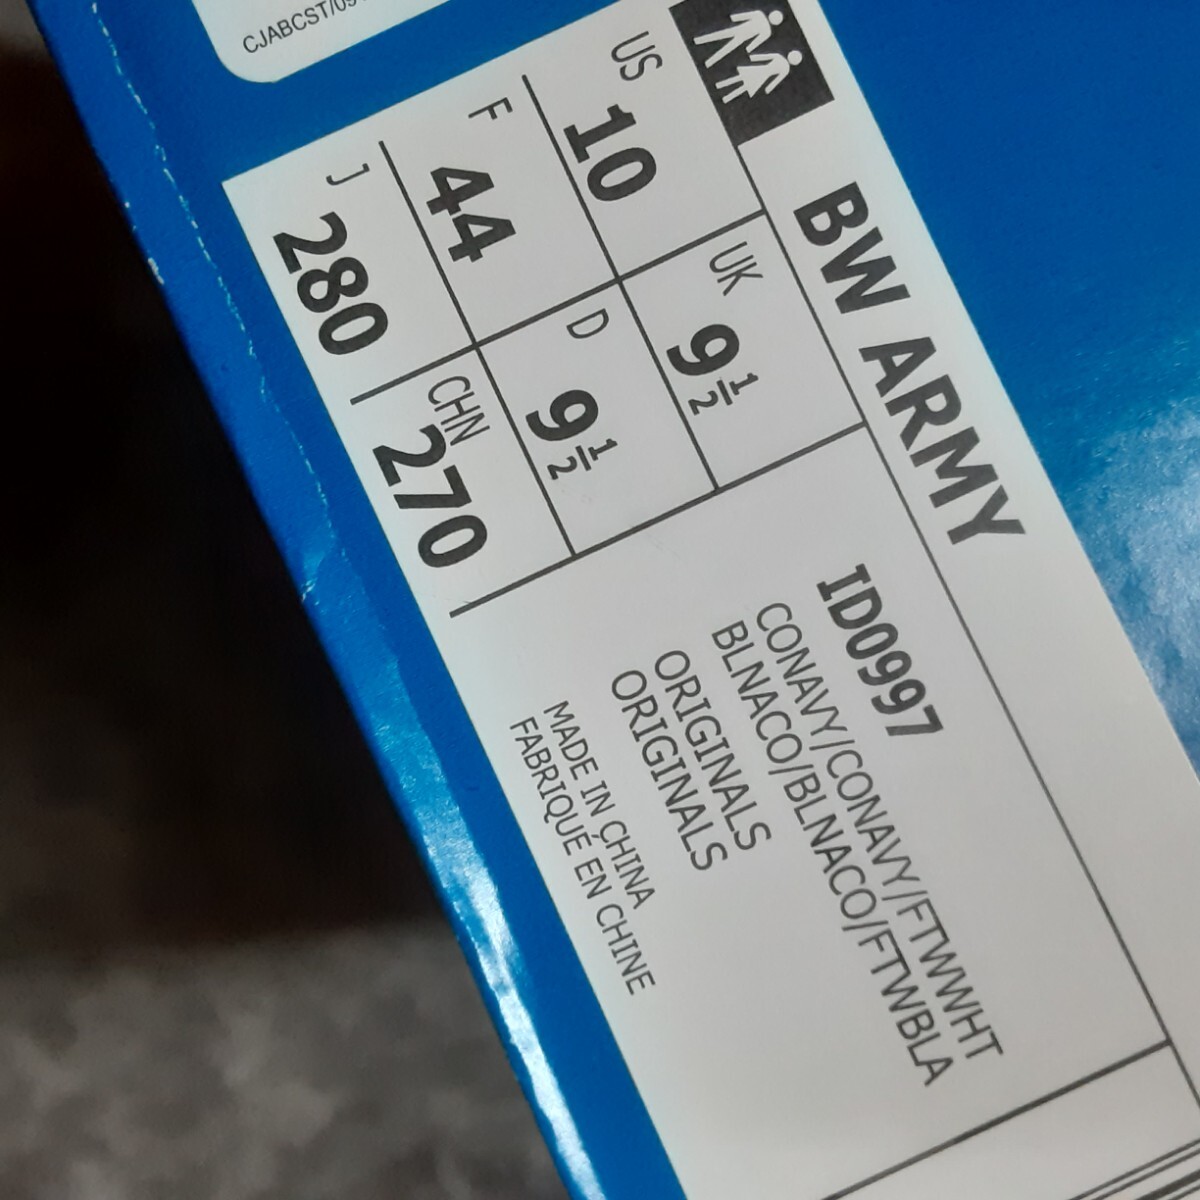 CJABCST/09
BW ARMY
US
10
UK
9 1/2
F
44
D
9 1/2
J
280
CHN
270
ID0997
CONAVY/CONAVY/FTWWHT
BLNACO/BLNACO/FTWBLA
ORIGINALS
ORIGINALS
MADE IN CHINA
FABRIQUÉ EN CHINE